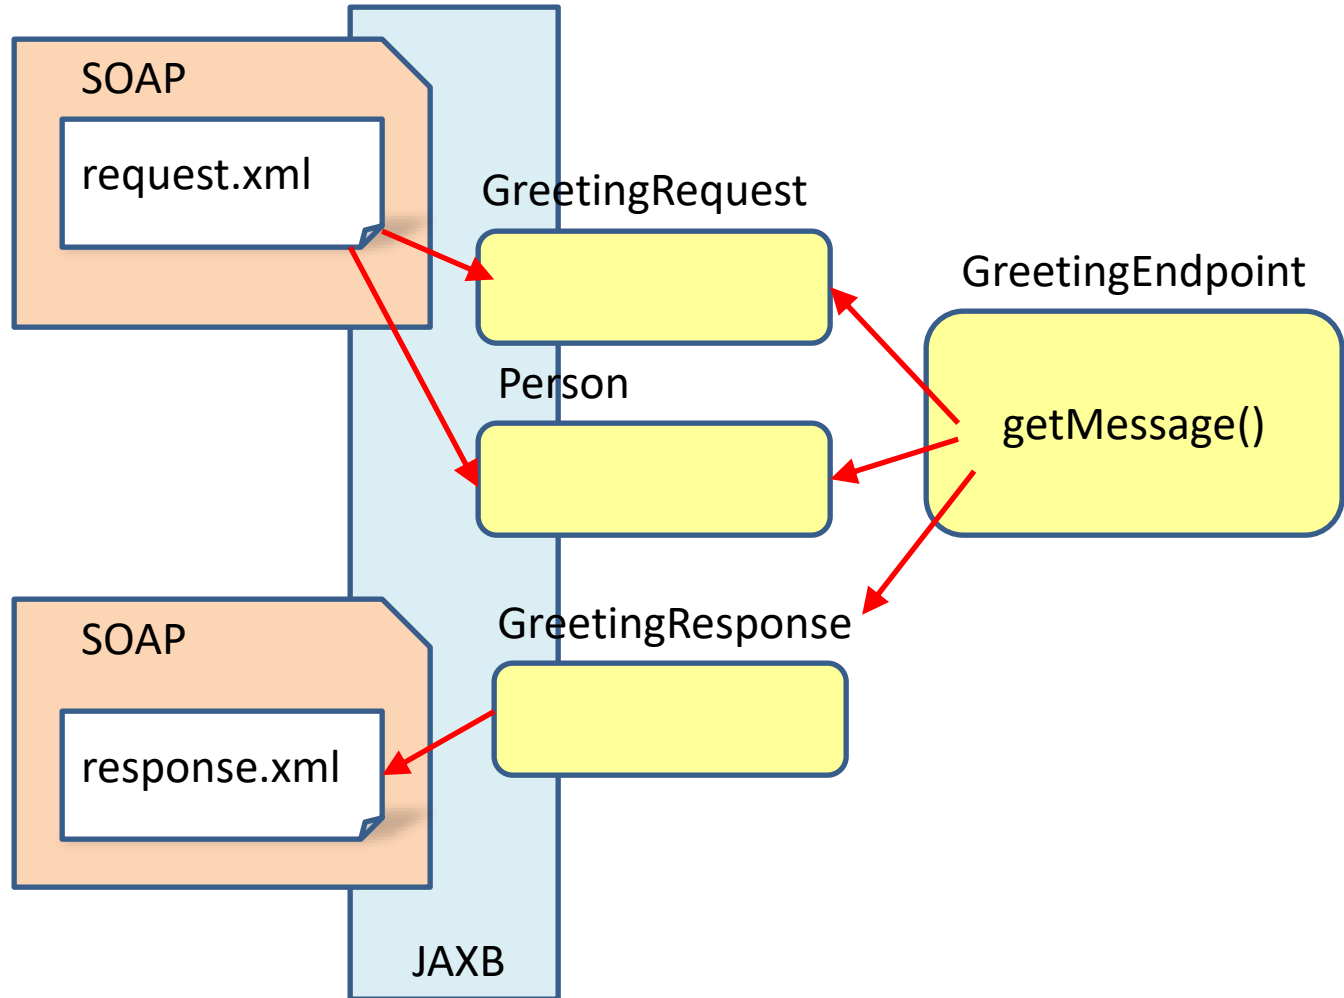 SOAP
request.xml
GreetingRequest
GreetingEndpoint
Person
getMessage()
SOAP
GreetingResponse
response.xml
JAXB